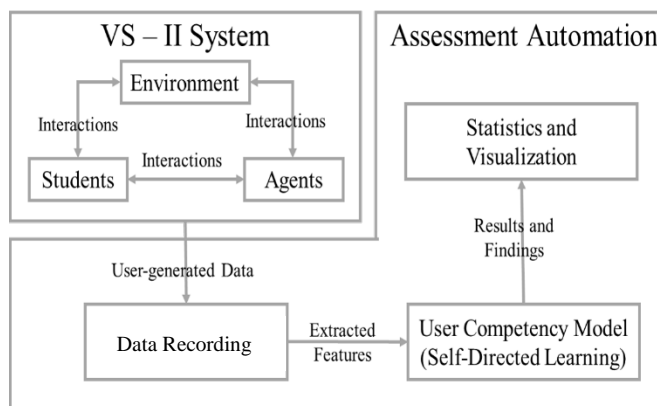 VS – II System
Assessment Automation
Environment
Interactions
Interactions
Interactions
Students
Agents
Statistics and
Visualization
User-generated Data
Results and
Findings
Data Recording
Extracted
Features
User Competency Model
(Self-Directed Learning)